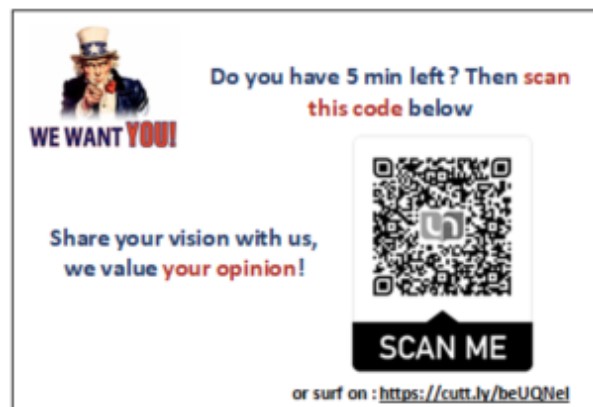 WE WANT YOU!
Do you have 5 min left? Then scan
this code below
Share your vision with us,
we value your opinion!
SCAN ME
or surf on : https://cutt.ly/beUQNel